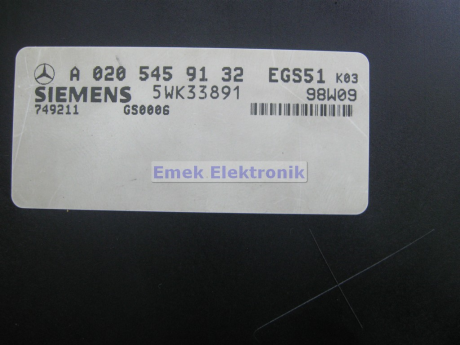 A 020 545 91 32 EGS51 K03
SIEMENS 5WK33891 98W09
749211 GS0006
Emek Elektronik